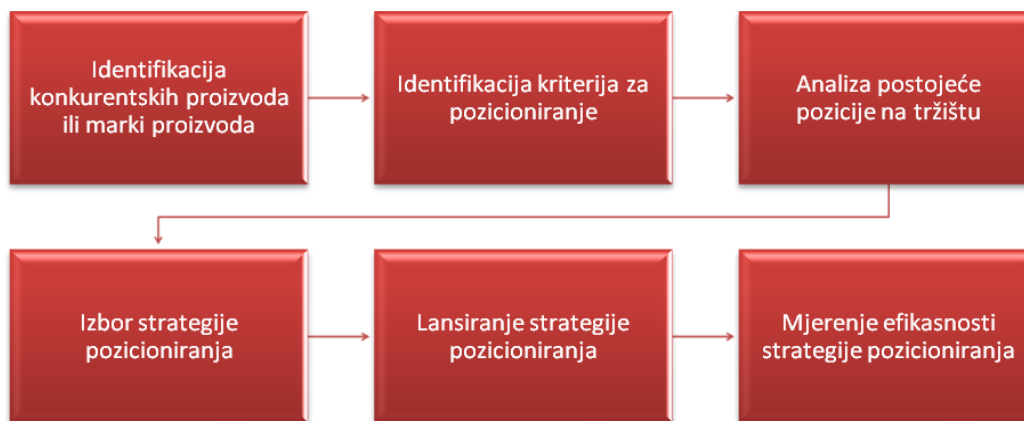 Identifikacija
konkurentskih proizvoda
ili marki proizvoda
Identifikacija kriterija za
pozicioniranje
Analiza postojeće
pozicije na tržištu
Izbor strategije
pozicioniranja
Lansiranje strategije
pozicioniranja
Mjerenje efikasnosti
strategije pozicioniranja